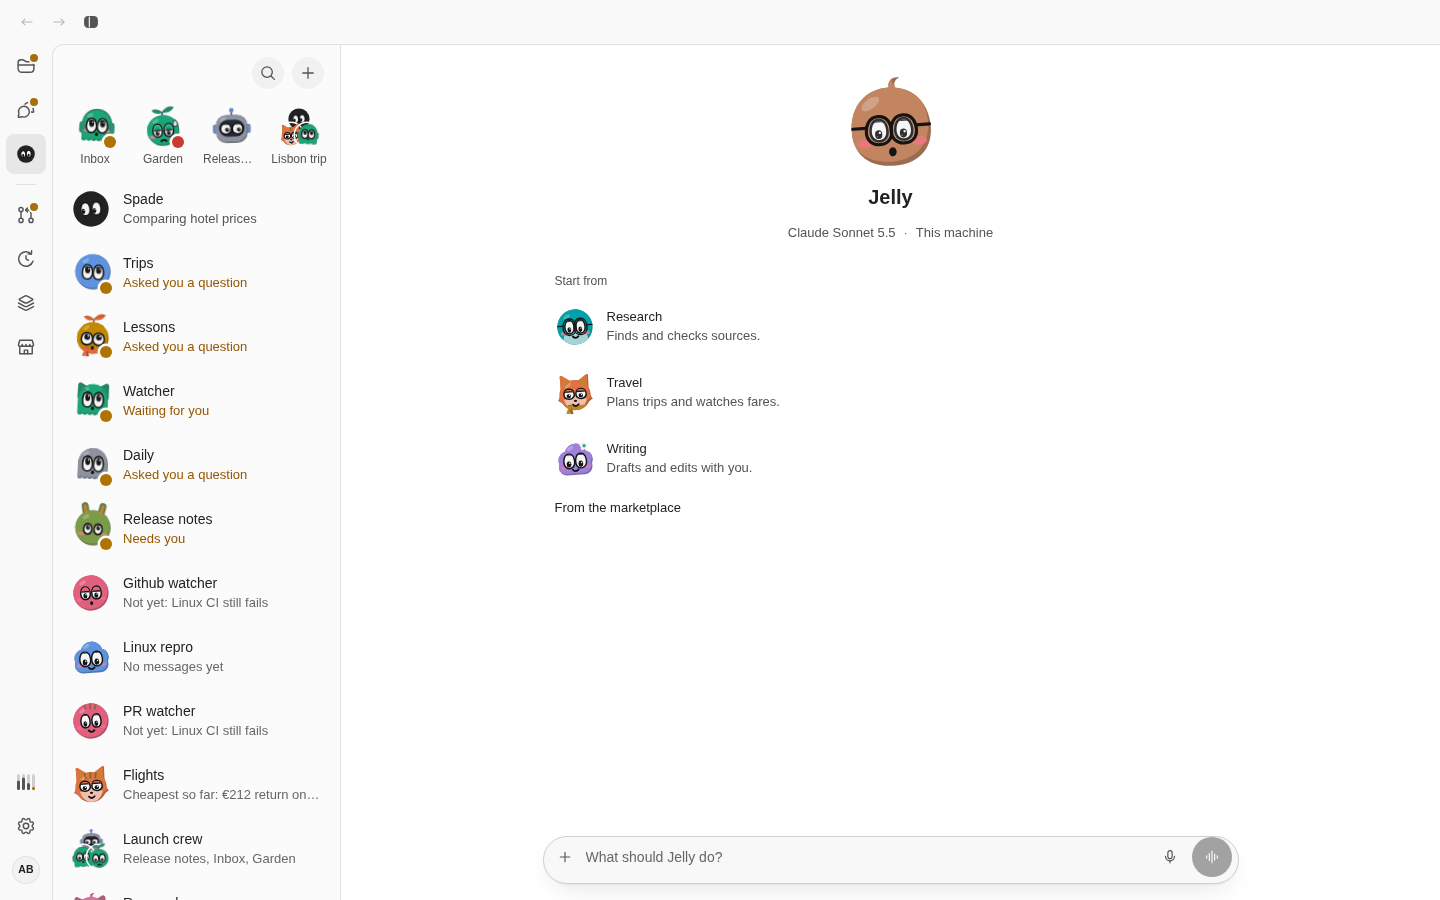 Inbox
Garden
Releas…
Lisbon trip
Spade
Comparing hotel prices
Trips
Asked you a question
Lessons
Asked you a question
Watcher
Waiting for you
Daily
Asked you a question
Release notes
Needs you
Github watcher
Not yet: Linux CI still fails
Linux repro
No messages yet
PR watcher
Not yet: Linux CI still fails
Flights
Cheapest so far: €212 return on…
Launch crew
Release notes, Inbox, Garden
AB
Jelly
Claude Sonnet 5.5 · This machine
Start from
Research
Finds and checks sources.
Travel
Plans trips and watches fares.
Writing
Drafts and edits with you.
From the marketplace
What should Jelly do?